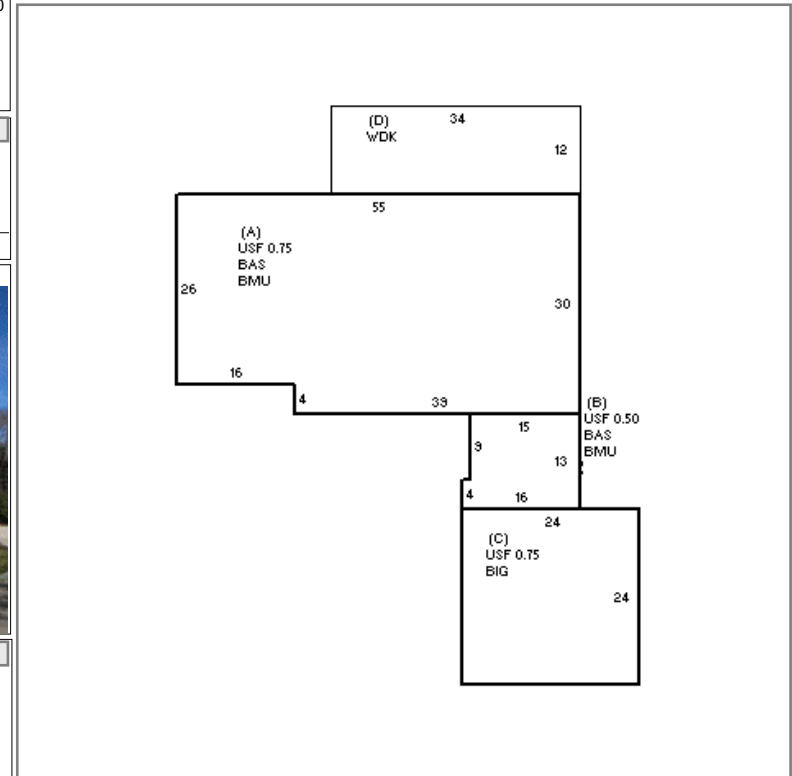 (D)
WDK
34
12
55
(A)
USF 0.75
BAS
BMU
26
30
16
4
39
(B)
USF 0.50
BAS
BMU
15
9
13
4
16
24
(C)
USF 0.75
BIG
24